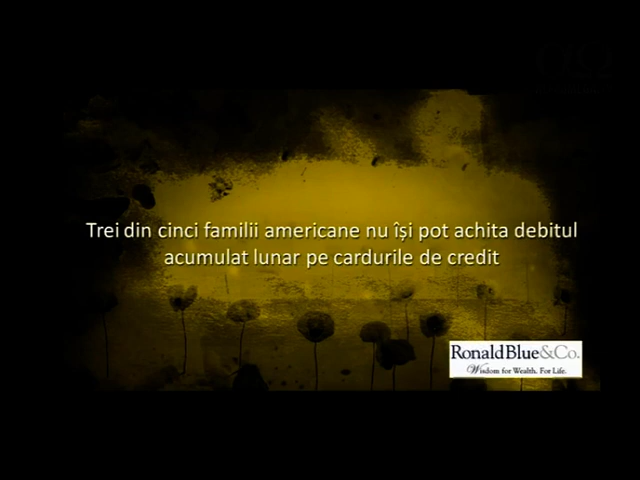 Trei din cinci familii americane nu își pot achita debitul
acumulat lunar pe cardurile de credit
RonaldBlue&Co.
Wisdom for Wealth. For Life.